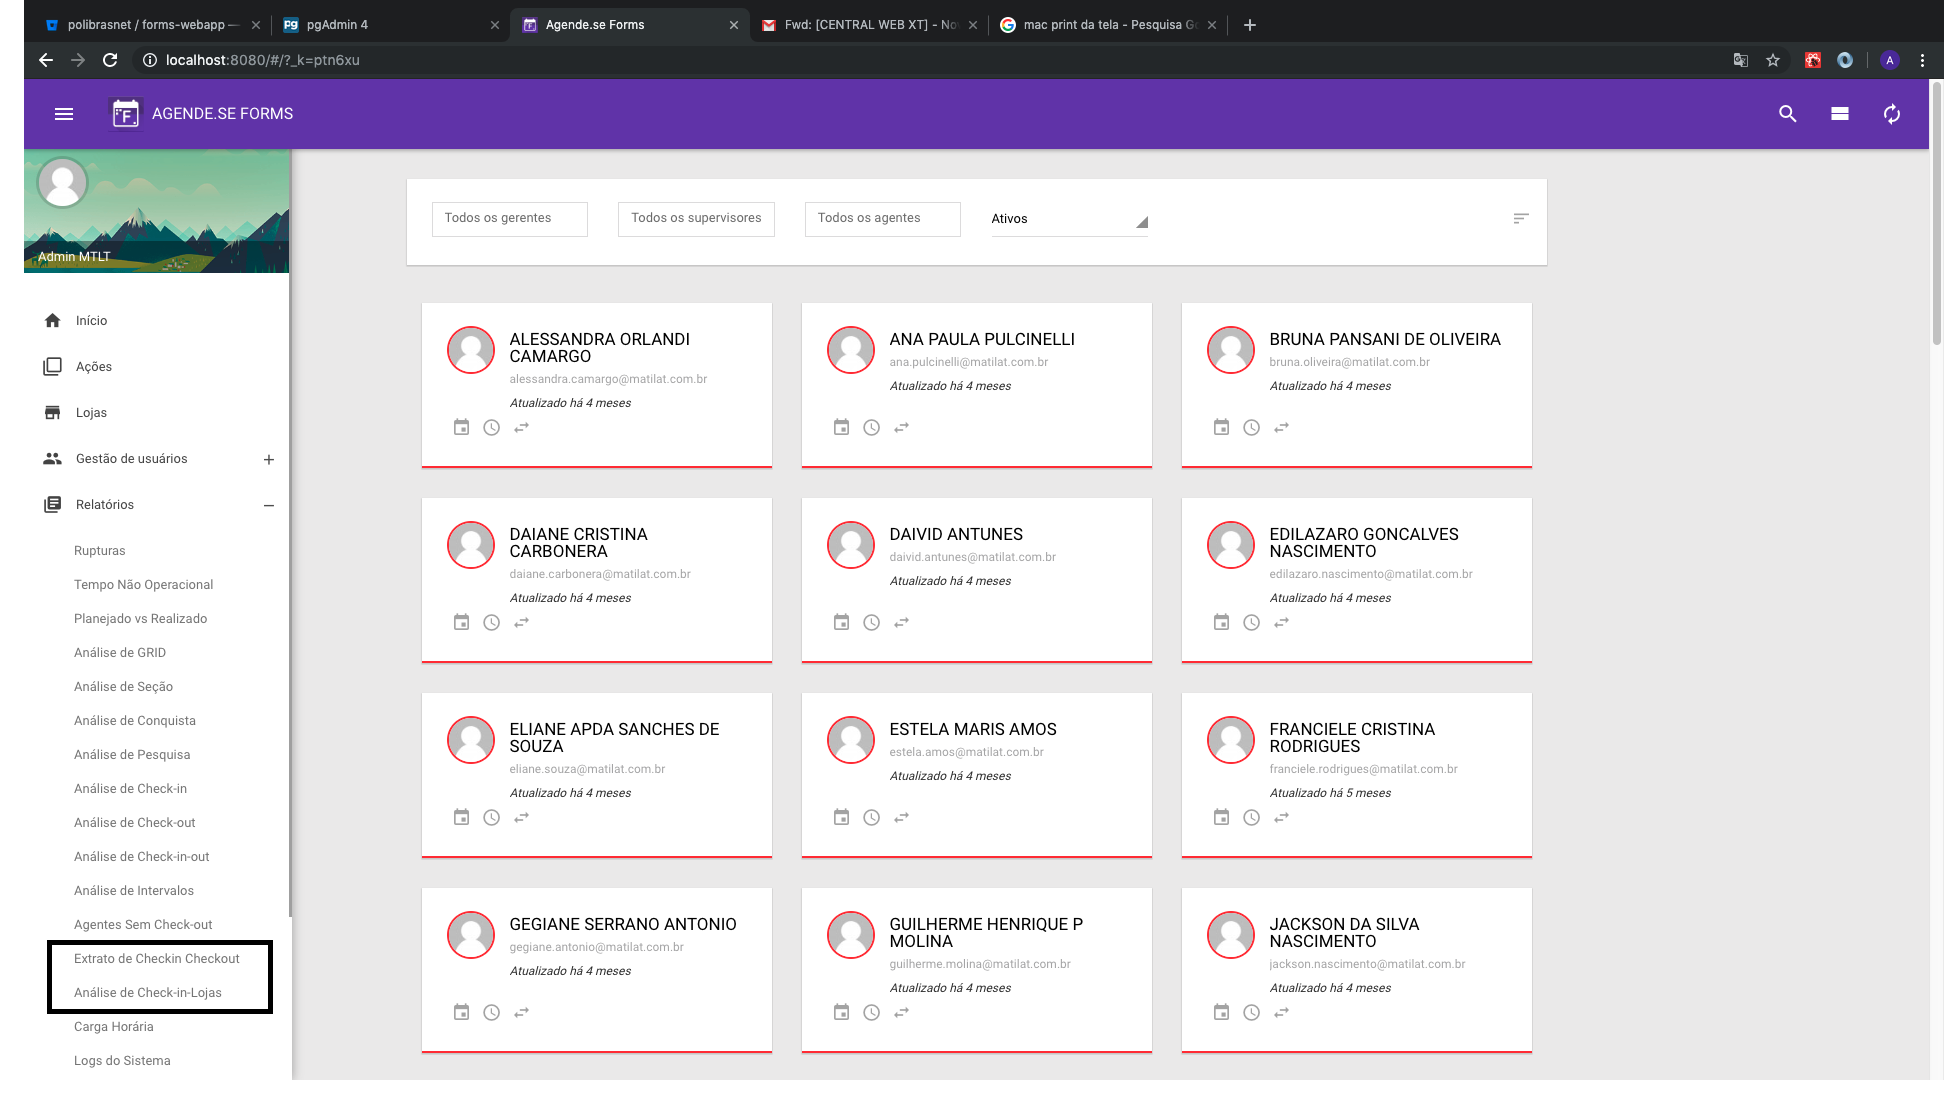 polibrasnet / forms-webapp —
pgAdmin 4
Agende.se Forms
Fwd: [CENTRAL WEB XT] - No
mac print da tela - Pesquisa Go
localhost:8080/#/?_k=ptn6xu
A
AGENDE.SE FORMS
Admin MTLT
Início
Ações
Lojas
Gestão de usuários
Relatórios
Rupturas
Tempo Não Operacional
Planejado vs Realizado
Análise de GRID
Análise de Seção
Análise de Conquista
Análise de Pesquisa
Análise de Check-in
Análise de Check-out
Análise de Check-in-out
Análise de Intervalos
Agentes Sem Check-out
Extrato de Checkin Checkout
Análise de Check-in-Lojas
Carga Horária
Logs do Sistema
Todos os gerentes
Todos os supervisores
Todos os agentes
Ativos
ALESSANDRA ORLANDI
CAMARGO
alessandra.camargo@matilat.com.br
Atualizado há 4 meses
ANA PAULA PULCINELLI
ana.pulcinelli@matilat.com.br
Atualizado há 4 meses
BRUNA PANSANI DE OLIVEIRA
bruna.oliveira@matilat.com.br
Atualizado há 4 meses
DAIANE CRISTINA
CARBONERA
daiane.carbonera@matilat.com.br
Atualizado há 4 meses
DAIVID ANTUNES
daivid.antunes@matilat.com.br
Atualizado há 4 meses
EDILAZARO GONCALVES
NASCIMENTO
edilazaro.nascimento@matilat.com.br
Atualizado há 4 meses
ELIANE APDA SANCHES DE
SOUZA
eliane.souza@matilat.com.br
Atualizado há 4 meses
ESTELA MARIS AMOS
estela.amos@matilat.com.br
Atualizado há 4 meses
FRANCIELE CRISTINA
RODRIGUES
franciele.rodrigues@matilat.com.br
Atualizado há 5 meses
GEGIANE SERRANO ANTONIO
gegiane.antonio@matilat.com.br
Atualizado há 4 meses
GUILHERME HENRIQUE P
MOLINA
guilherme.molina@matilat.com.br
Atualizado há 4 meses
JACKSON DA SILVA
NASCIMENTO
jackson.nascimento@matilat.com.br
Atualizado há 4 meses